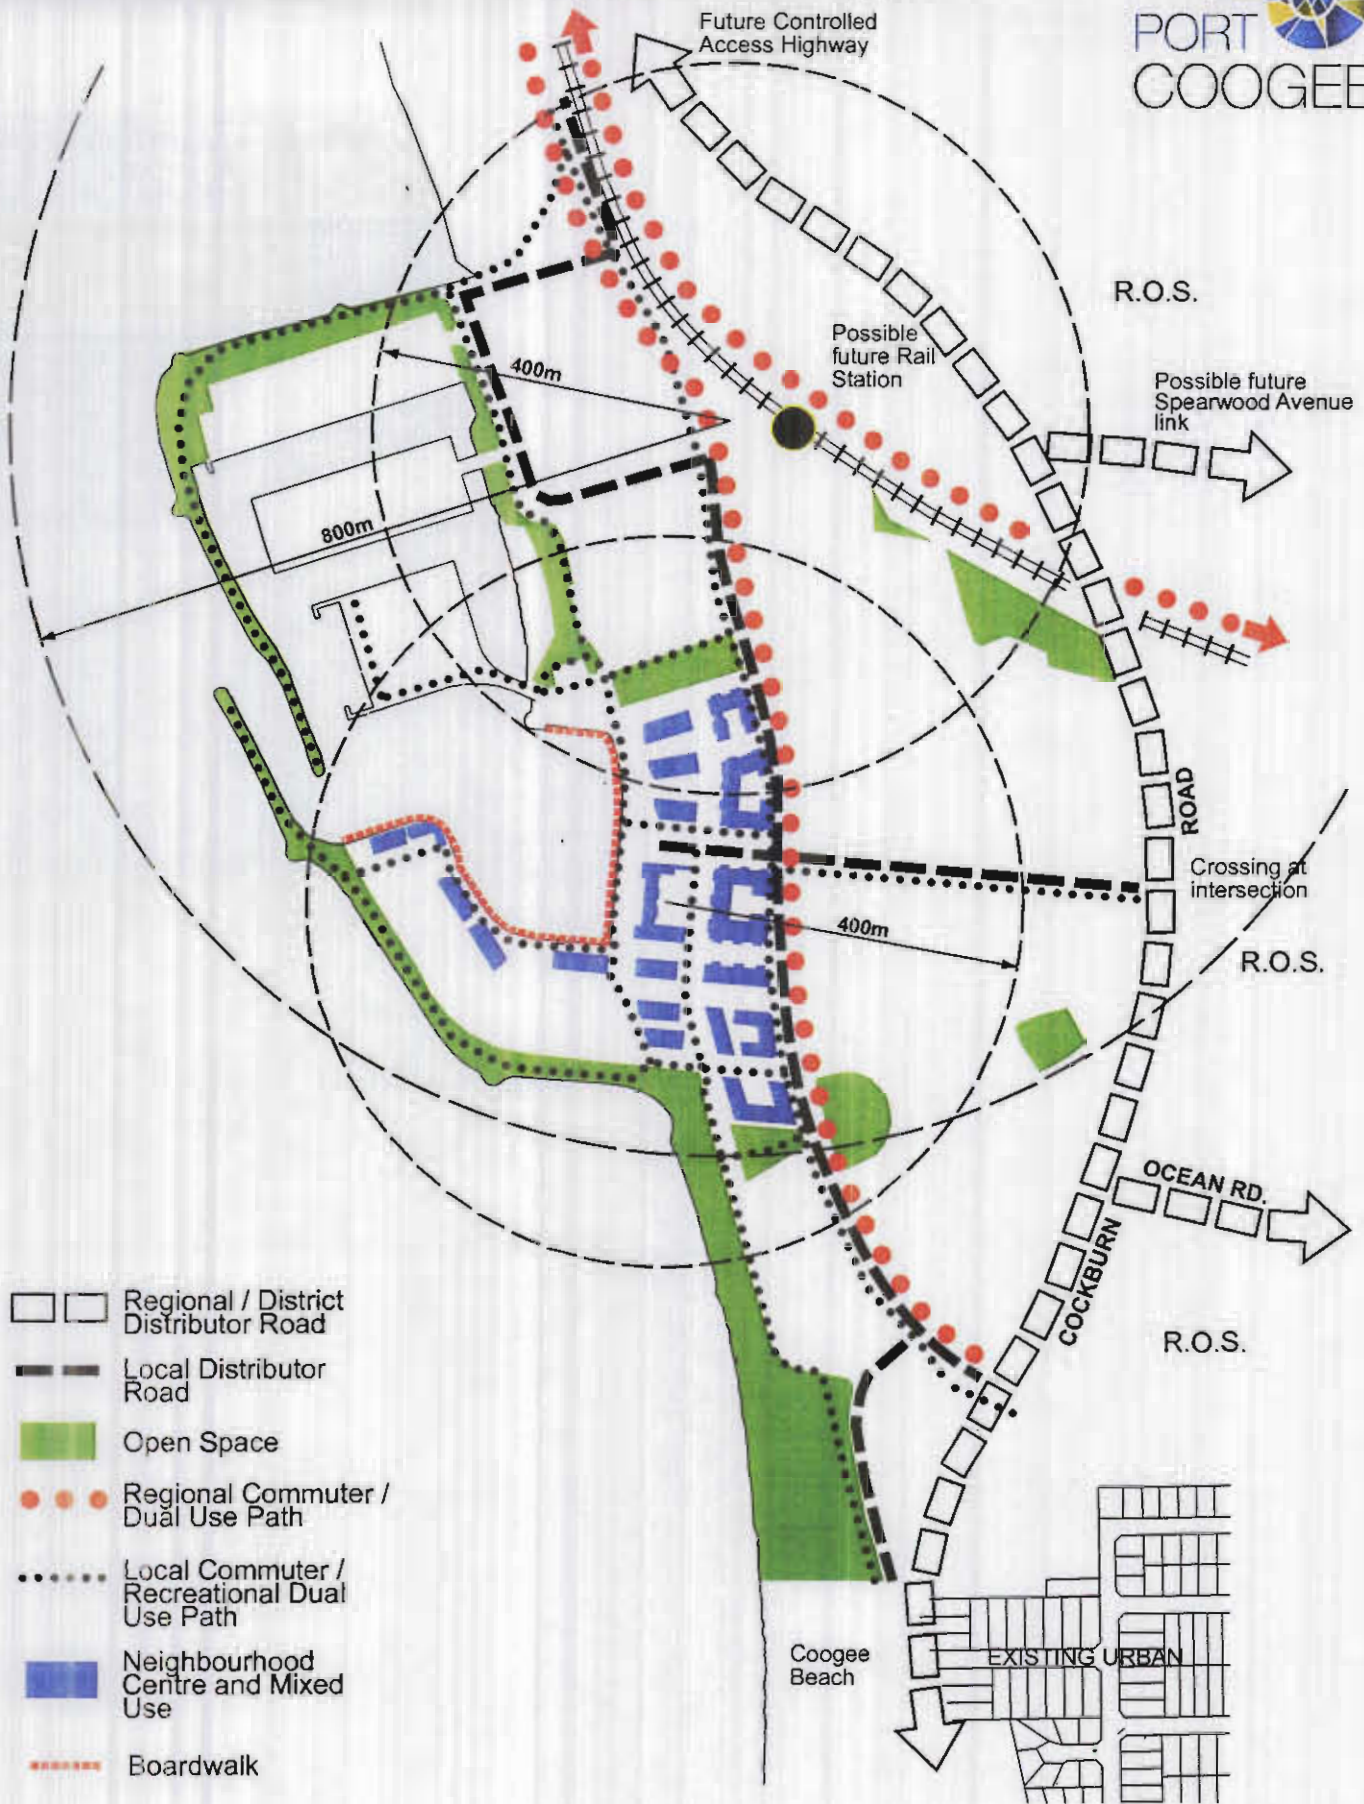 PORT
COOGEE
Future Controlled
Access Highway
R.O.S.
Possible
future Rail
Station
Possible future
Spearwood Avenue
link
400m
800m
ROAD
Crossing at
intersection
400m
R.O.S.
OCEAN RD.
COCKBURN
R.O.S.
Regional / District
Distributor Road
Local Distributor
Road
Open Space
Regional Commuter /
Dual Use Path
Local Commuter /
Recreational Dual
Use Path
Neighbourhood
Centre and Mixed
Use
Boardwalk
Coogee
Beach
EXISTING URBAN